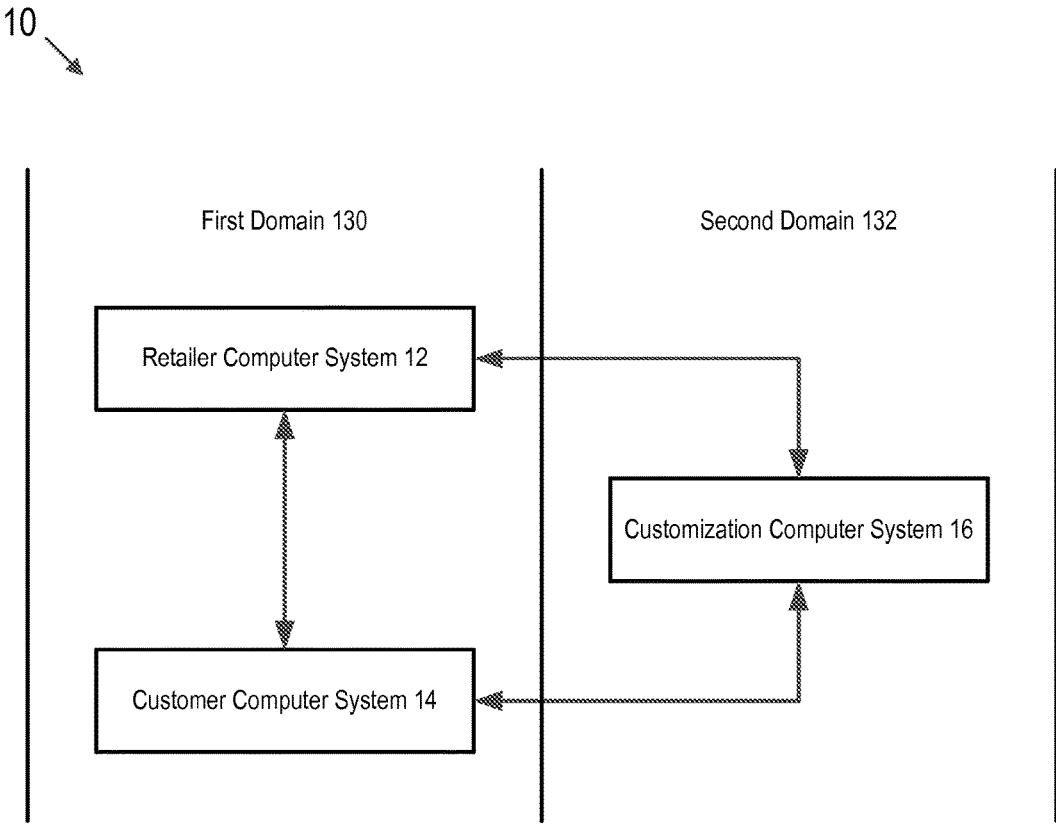 10
First Domain 130
Second Domain 132
Retailer Computer System 12
Customization Computer System 16
Customer Computer System 14